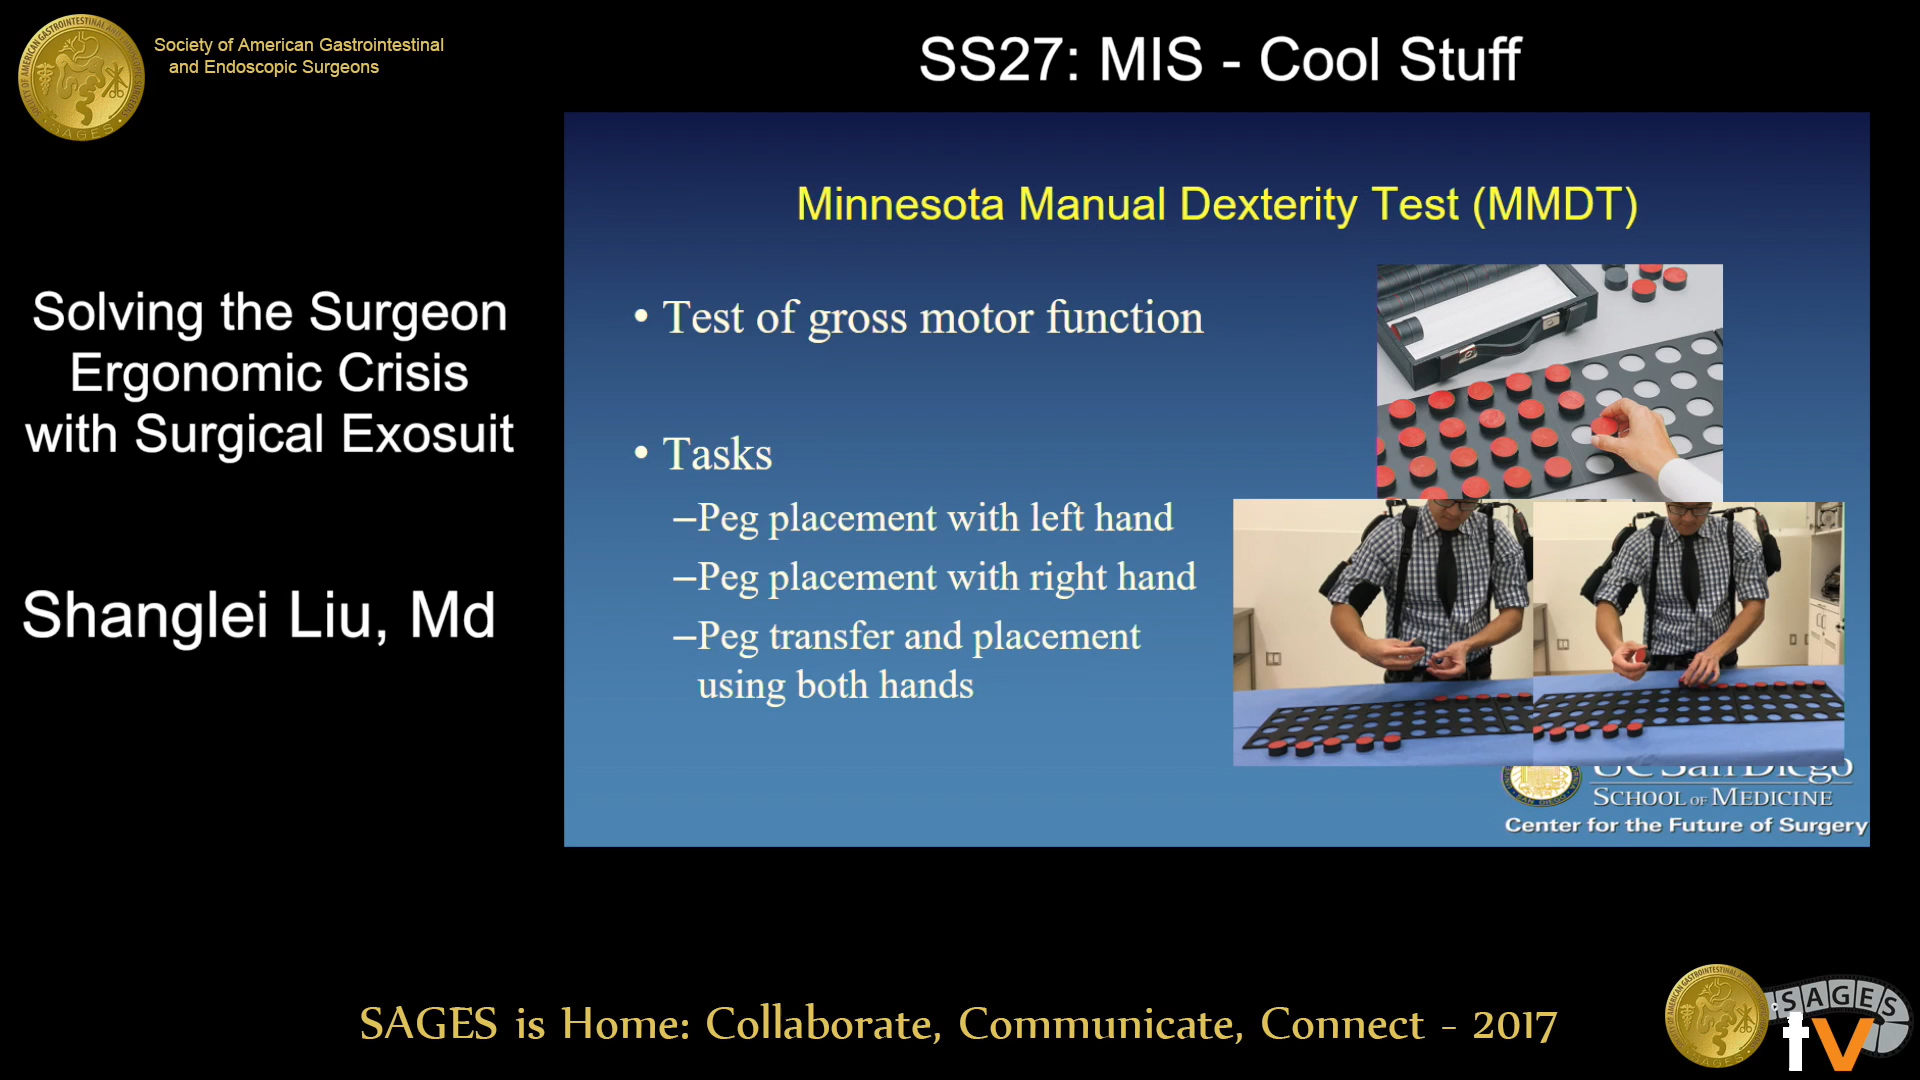 Society of American Gastrointestinal
and Endoscopic Surgeons
SS27: MIS - Cool Stuff
Solving the Surgeon
Ergonomic Crisis
with Surgical Exosuit
Shanglei Liu, Md
Minnesota Manual Dexterity Test (MMDT)
• Test of gross motor function
• Tasks
–Peg placement with left hand
–Peg placement with right hand
–Peg transfer and placement
using both hands
UC San Diego
SCHOOL OF MEDICINE
Center for the Future of Surgery
SAGES is Home: Collaborate, Communicate, Connect - 2017
SAGES
tv